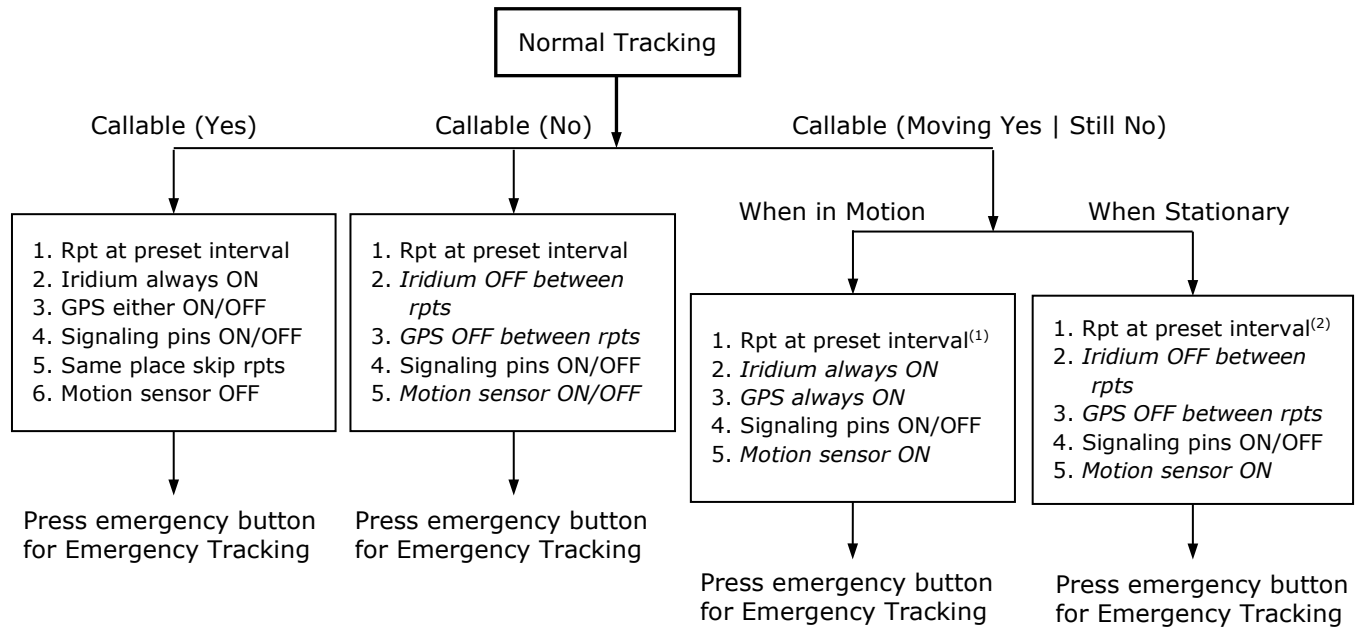 Normal Tracking
Callable (Yes)
Callable (No)
Callable (Moving Yes | Still No)
When in Motion
When Stationary
1. Rpt at preset interval
2. Iridium always ON
3. GPS either ON/OFF
4. Signaling pins ON/OFF
5. Same place skip rpts
6. Motion sensor OFF
1. Rpt at preset interval
2. Iridium OFF between
rpts
3. GPS OFF between rpts
4. Signaling pins ON/OFF
5. Motion sensor ON/OFF
1. Rpt at preset interval(1)
2. Iridium always ON
3. GPS always ON
4. Signaling pins ON/OFF
5. Motion sensor ON
1. Rpt at preset interval(2)
2. Iridium OFF between
rpts
3. GPS OFF between rpts
4. Signaling pins ON/OFF
5. Motion sensor ON
Press emergency button
for Emergency Tracking
Press emergency button
for Emergency Tracking
Press emergency button
for Emergency Tracking
Press emergency button
for Emergency Tracking